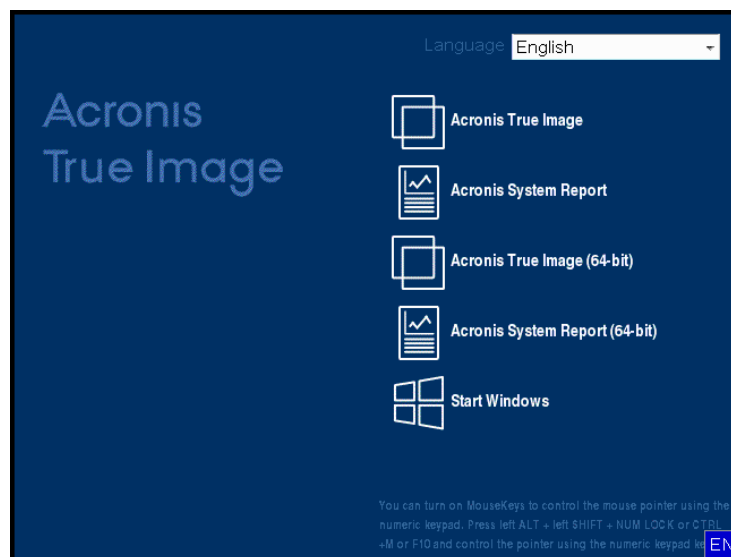 Language English
Acronis
True Image
Acronis True Image
Acronis System Report
Acronis True Image (64-bit)
Acronis System Report (64-bit)
Start Windows
You can turn on MouseKeys to control the mouse pointer using the
numeric keypad. Press left ALT + left SHIFT + NUM LOCK or CTRL
+M or F10 and control the pointer using the numeric keypad
EN